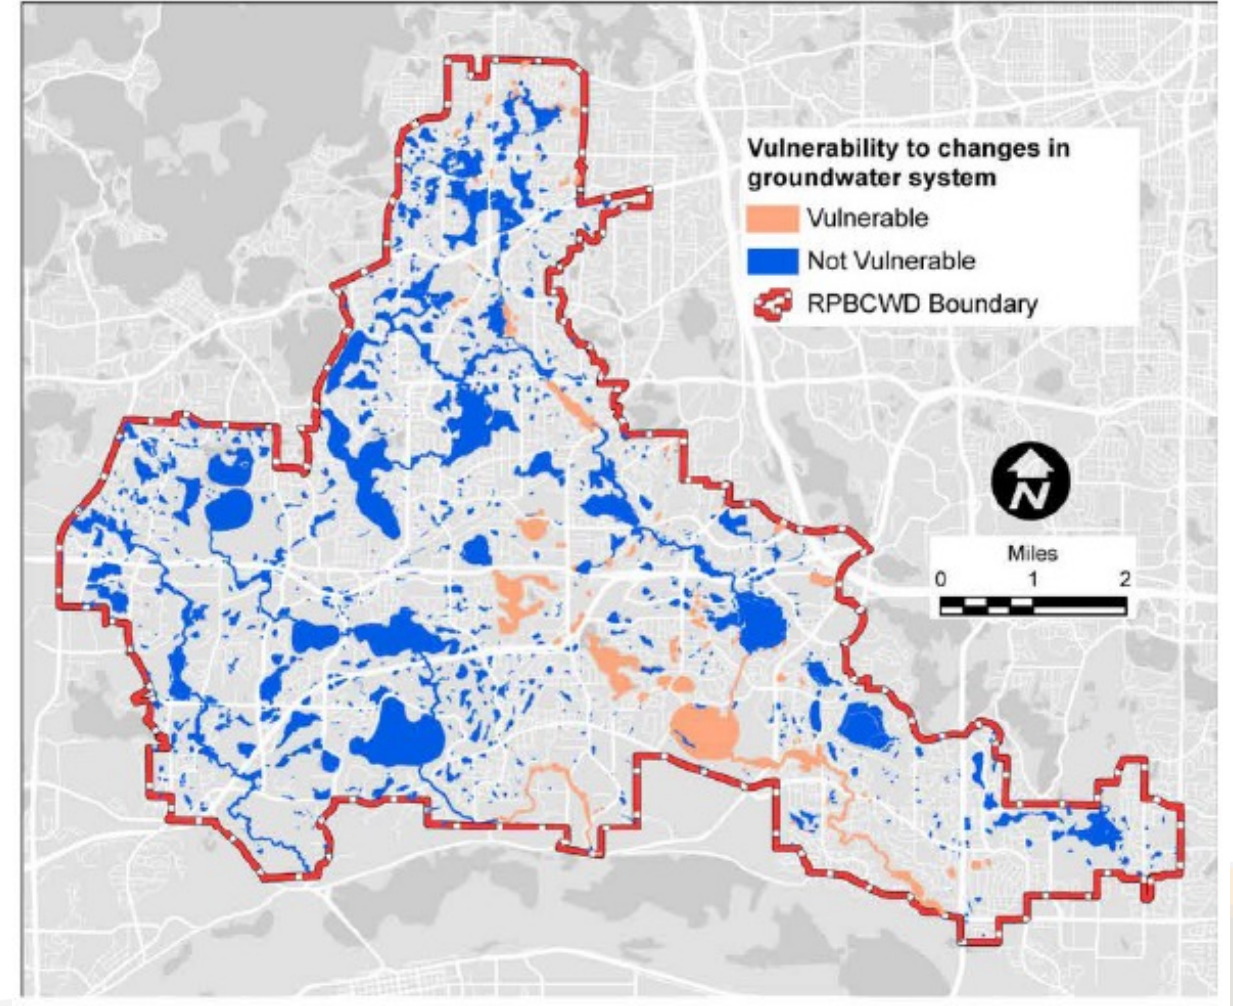 Vulnerability to changes in
groundwater system
Vulnerable
Not Vulnerable
RPBCWD Boundary
N
Miles
0 1 2